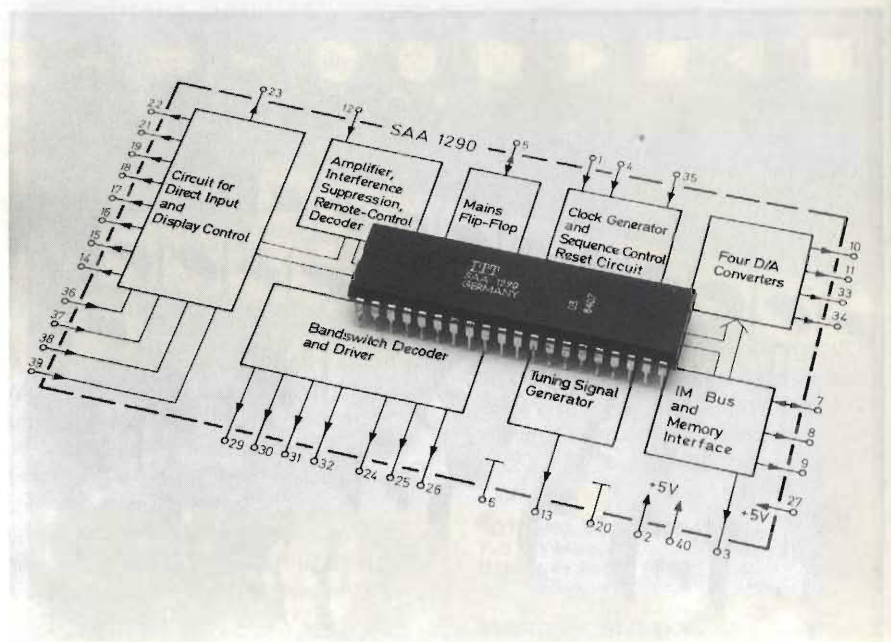 23
12
SAA 1290
5
1
4
35
22
21
19
18
17
16
15
14
36
37
38
39
Circuit for
Direct Input
and
Display Control
Amplifier,
Interference
Suppression,
Remote-Control
Decoder
Mains
Flip-Flop
Clock Generator
and
Sequence Control
Reset Circuit
Four D/A
Converters
10
11
33
34
ITT
SAA 1290
GERMANY
Bandswitch Decoder
and Driver
Tuning Signal
Generator
IM Bus
and
Memory
Interface
7
8
9
27
+5V
+5V
29
30
31
32
24
25
26
6
13
20
2
40
3